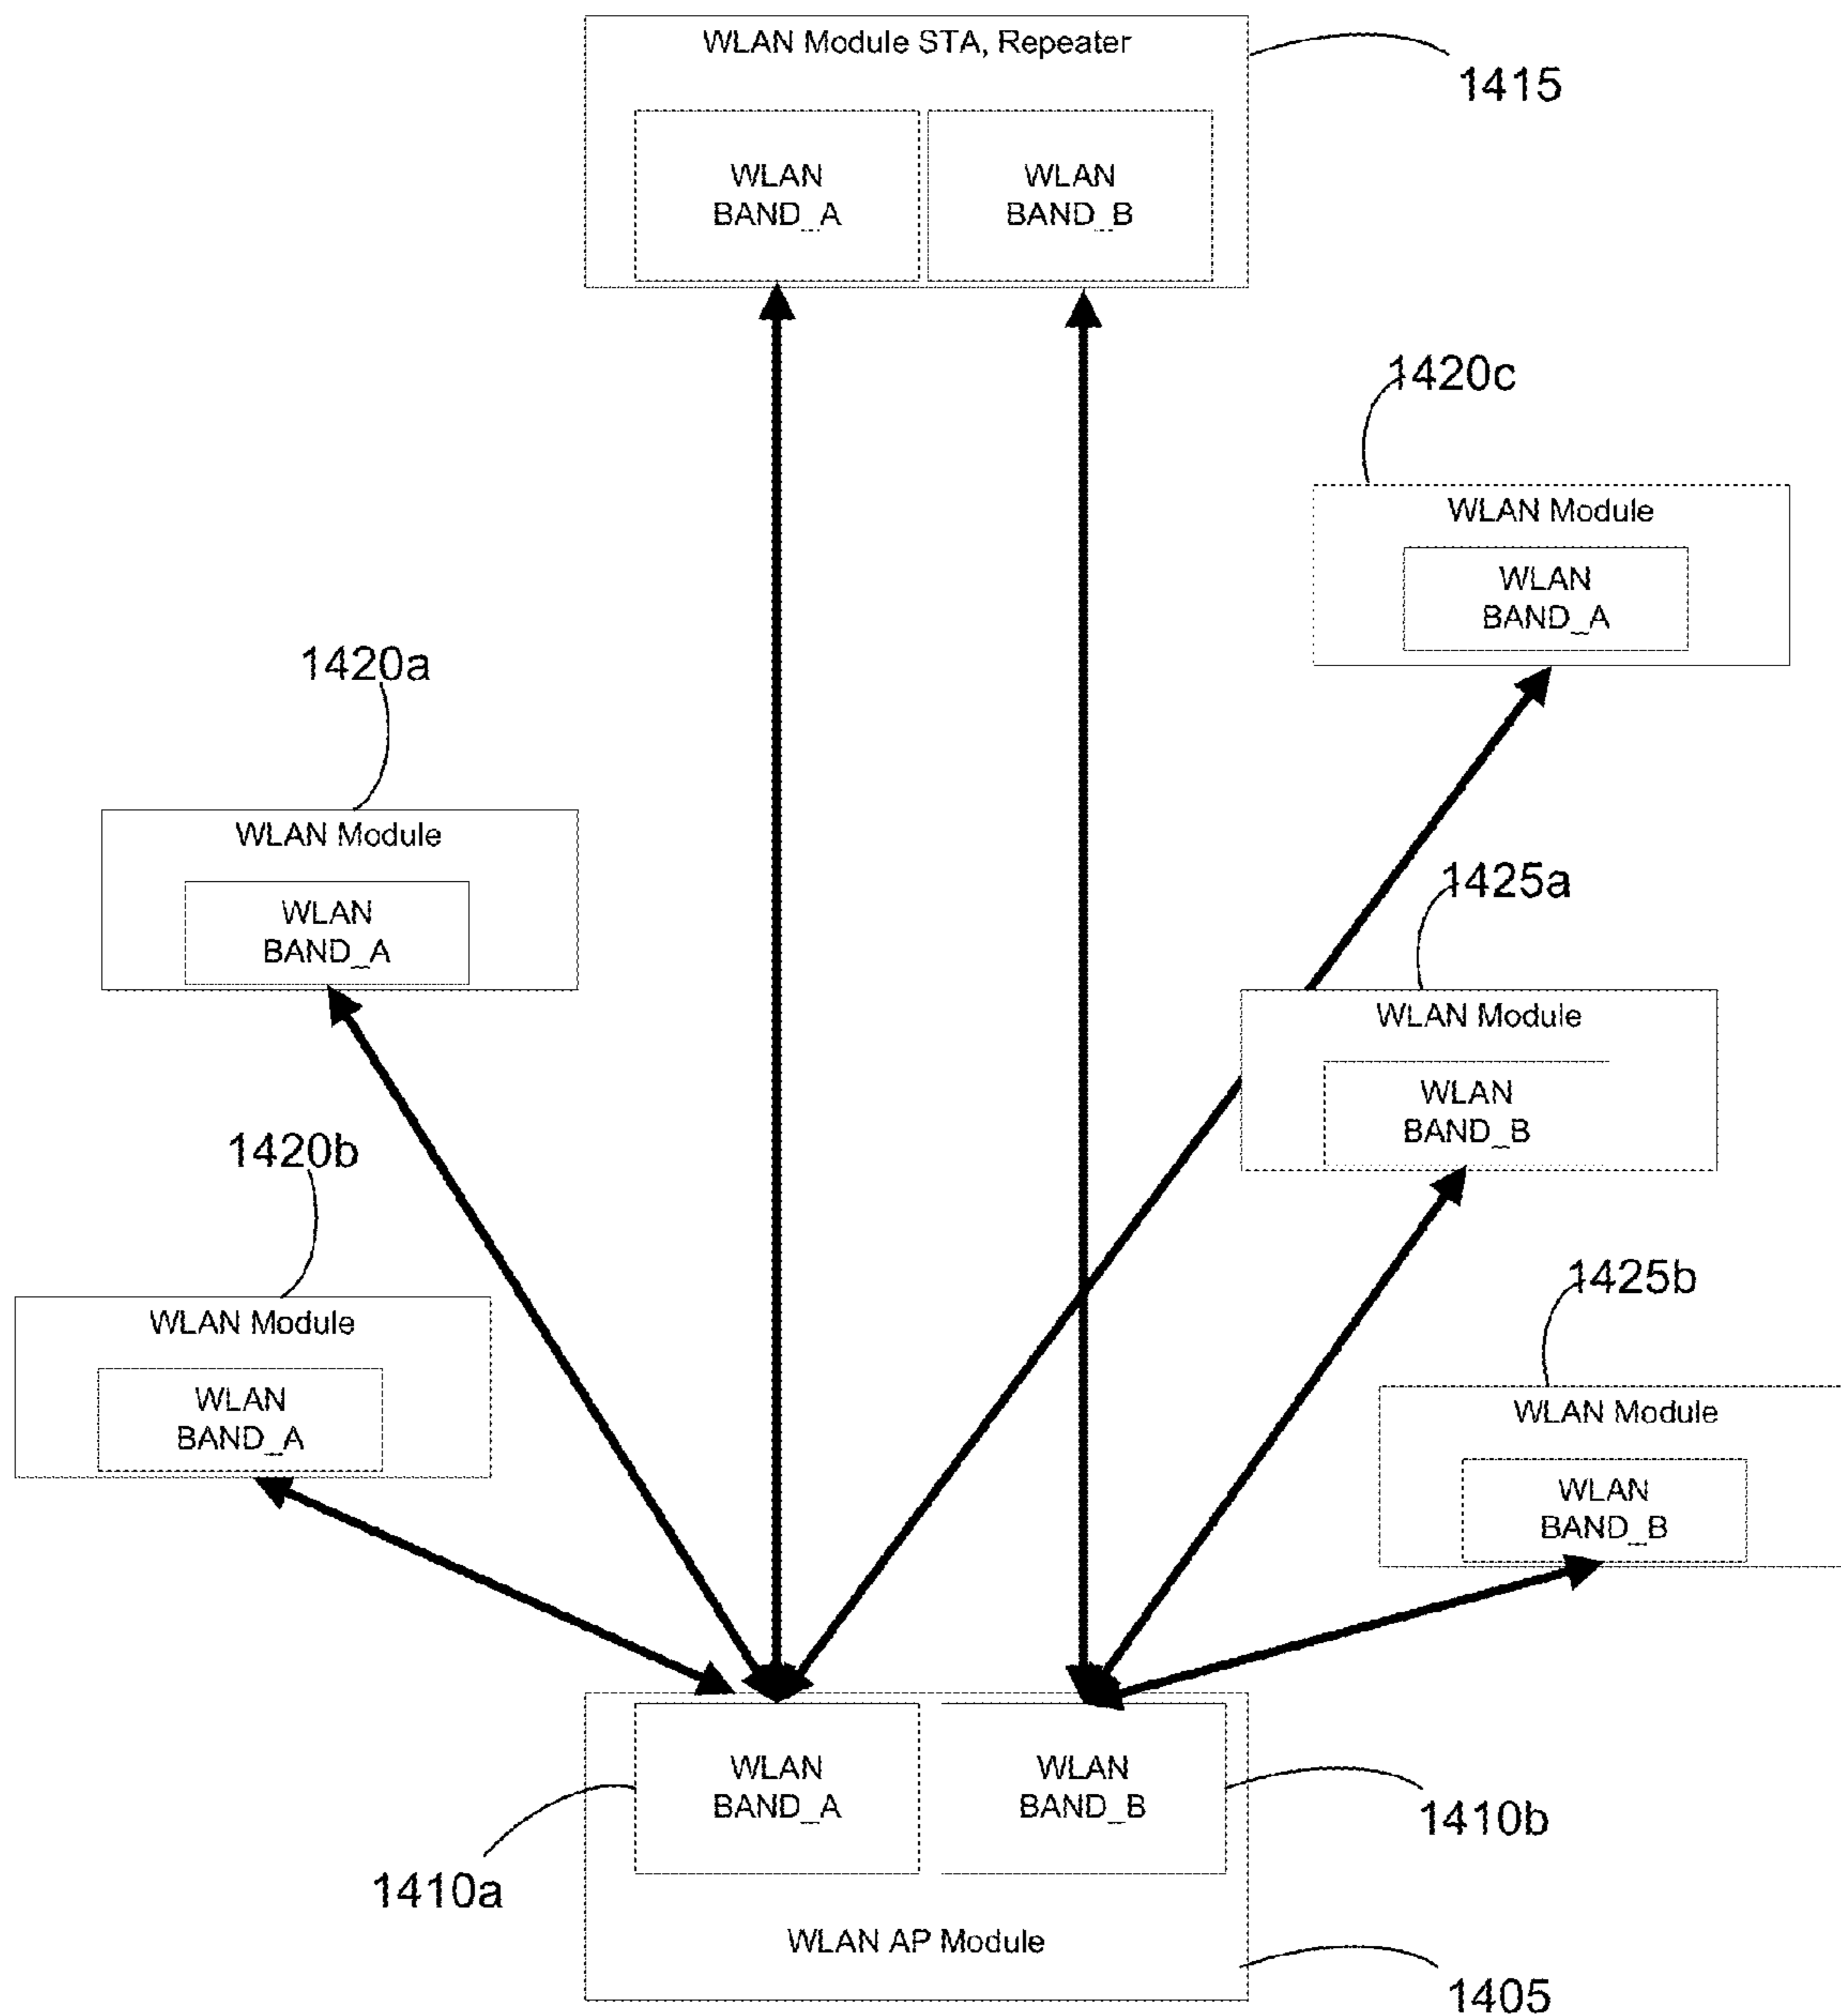 WLAN Module STA, Repeater
1415
WLAN
BAND_A
WLAN
BAND_B
1420c
WLAN Module
WLAN
BAND_A
1420a
WLAN Module
WLAN
BAND_A
1425a
WLAN Module
WLAN
BAND_B
1420b
WLAN Module
WLAN
BAND_A
1425b
WLAN Module
WLAN
BAND_B
WLAN
BAND_A
WLAN
BAND_B
1410b
1410a
WLAN AP Module
1405